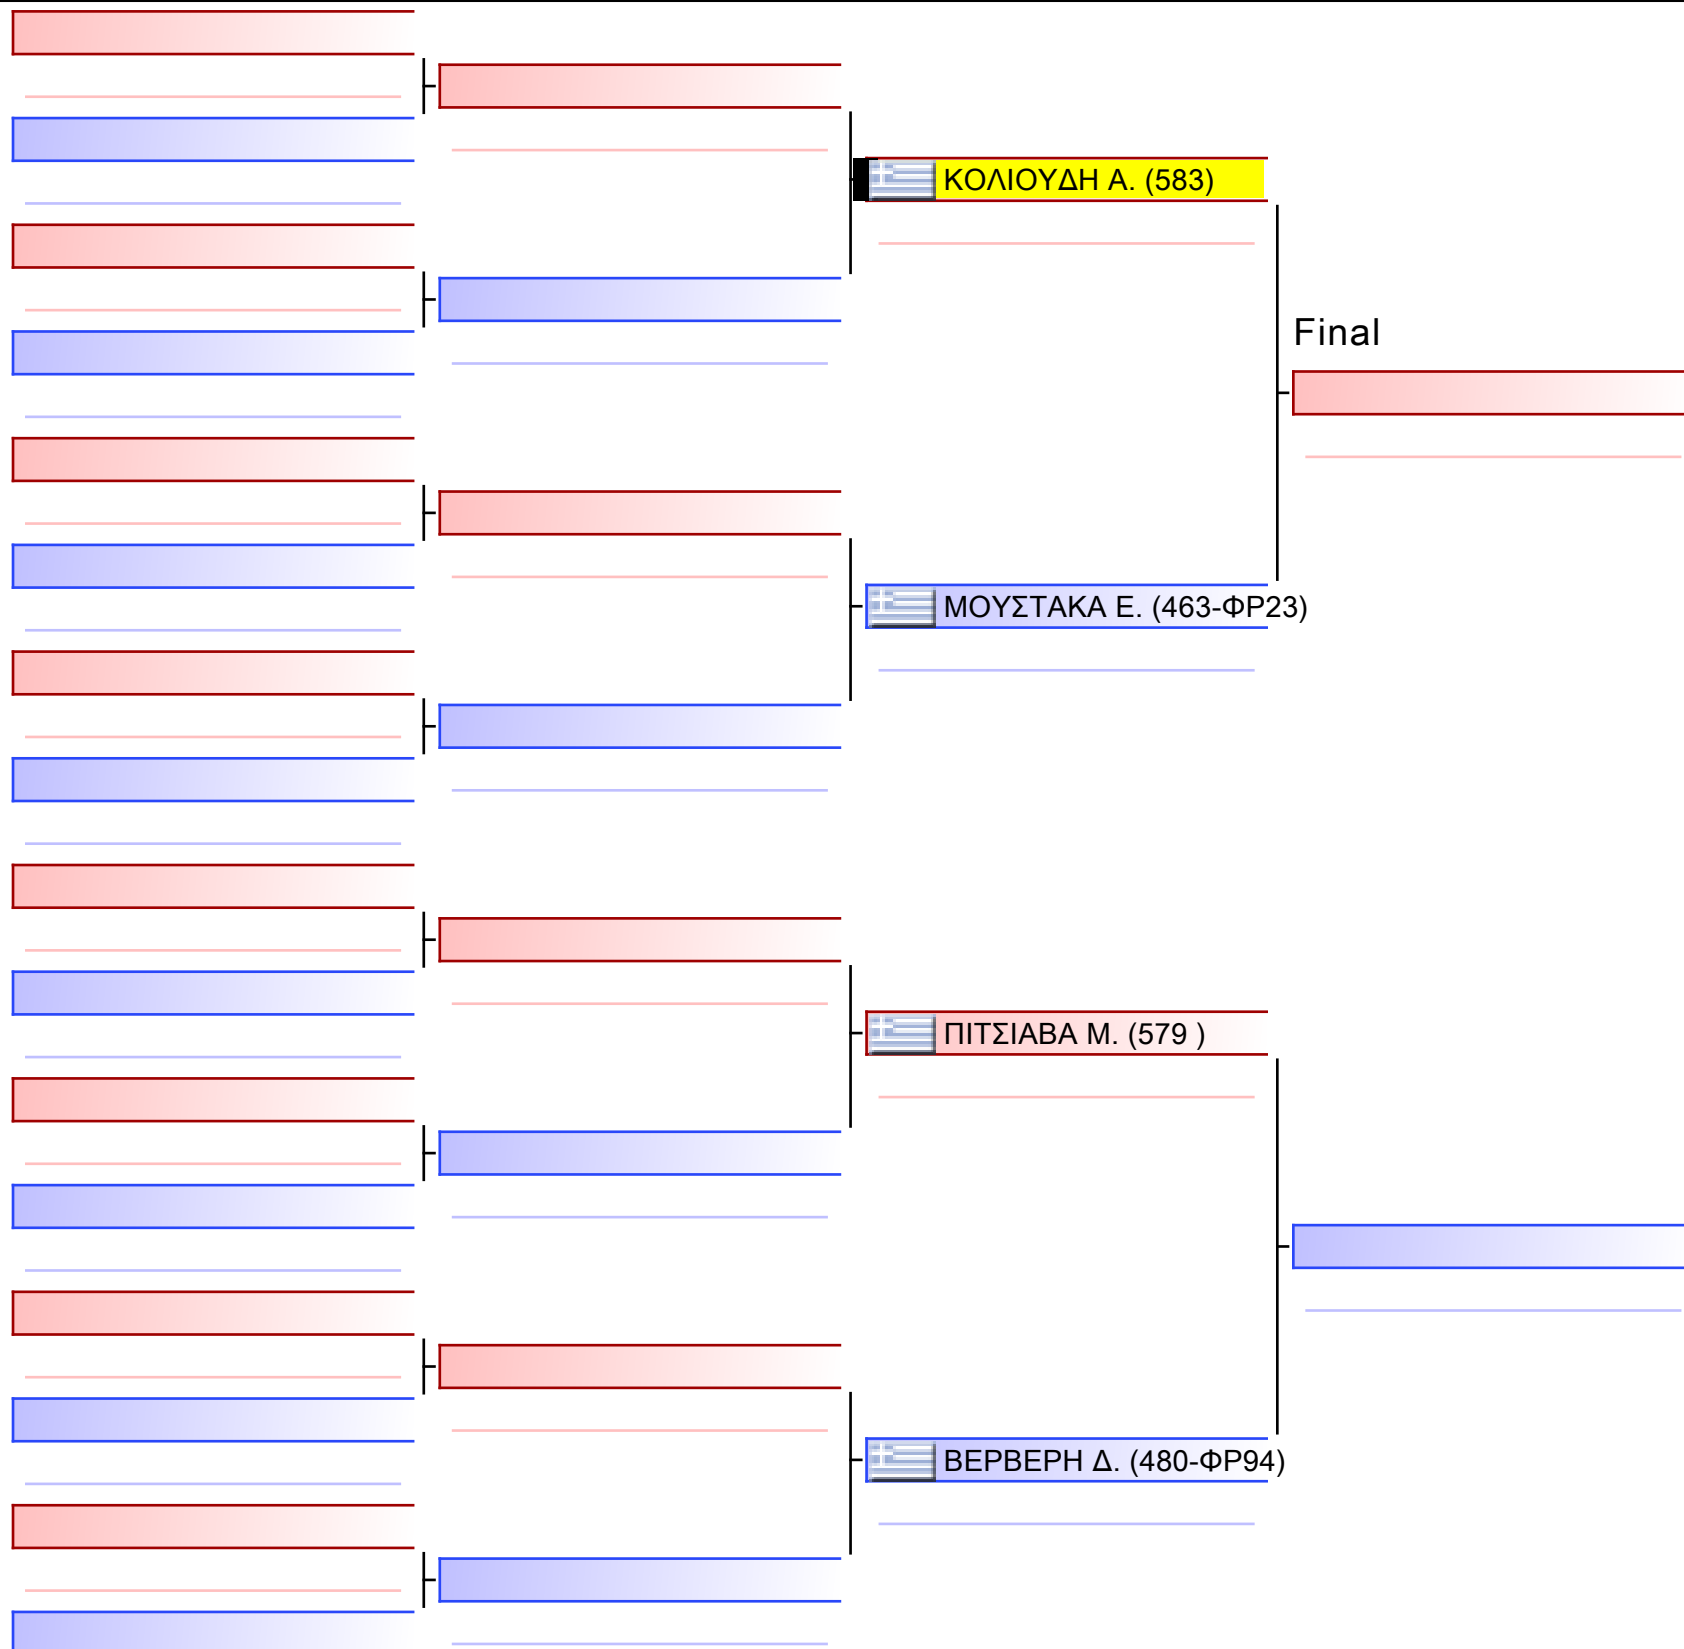 ΚΟΛΙΟΥΔΗ Α. (583)
Final
ΜΟΥΣΤΑΚΑ Ε. (463-ΦΡ23)
ΠΙΤΣΙΑΒΑ Μ. (579 )
ΒΕΡΒΕΡΗ Δ. (480-ΦΡ94)